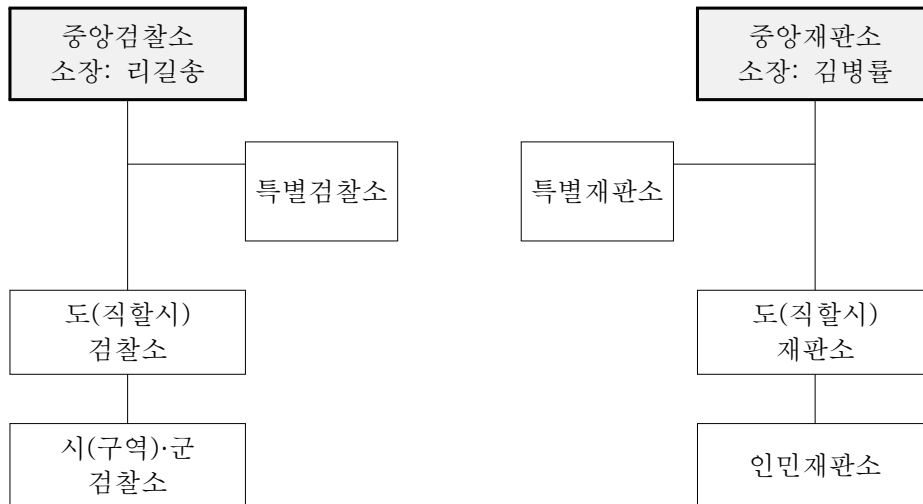 중앙검찰소
소장: 리길송
중앙재판소
소장: 김병률
특별검찰소
특별재판소
도(직할시)
검찰소
도(직할시)
재판소
시(구역)·군
검찰소
인민재판소